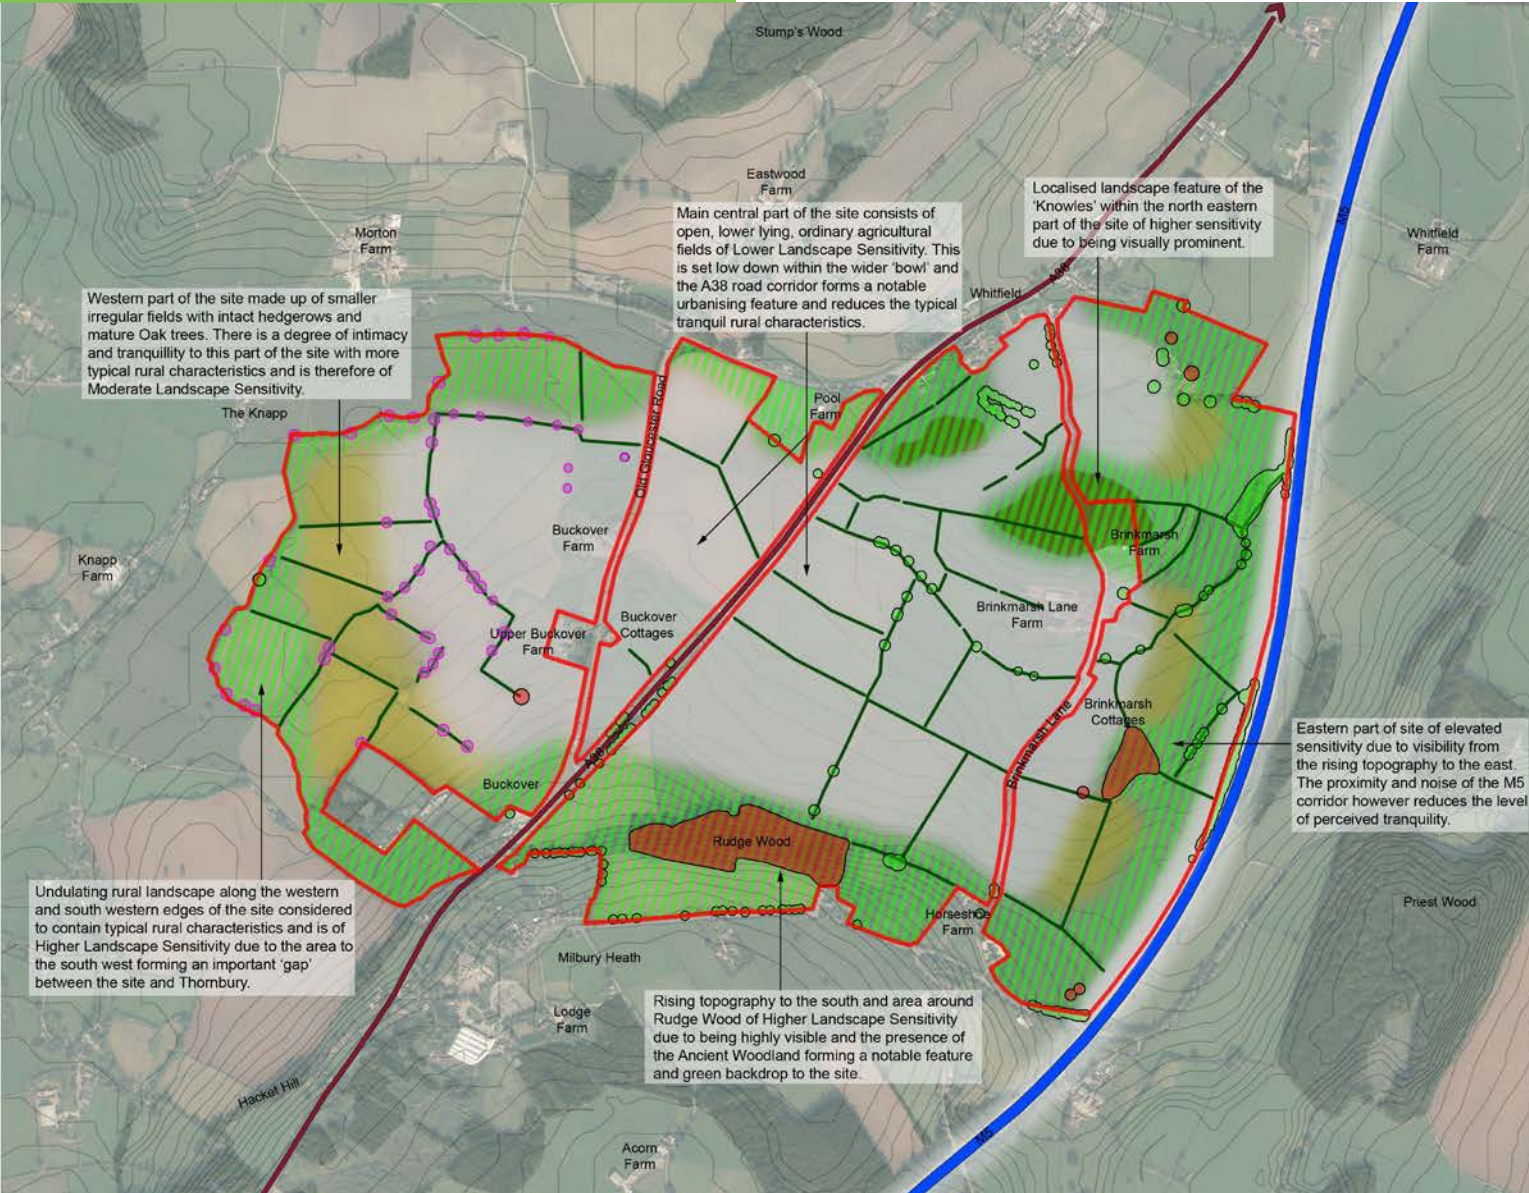 Stump's Wood
Eastwood
Farm
Morton
Farm
Whitfield
Farm
M5
A38
Whitfield
Localised landscape feature of the
'Knowles' within the north eastern
part of the site of higher sensitivity
due to being visually prominent.
Main central part of the site consists of
open, lower lying, ordinary agricultural
fields of Lower Landscape Sensitivity. This
is set low down within the wider 'bowl' and
the A38 road corridor forms a notable
urbanising feature and reduces the typical
tranquil rural characteristics.
Western part of the site made up of smaller
irregular fields with intact hedgerows and
mature Oak trees. There is a degree of intimacy
and tranquillity to this part of the site with more
typical rural characteristics and is therefore of
Moderate Landscape Sensitivity.
The Knapp
Pool
Farm
Old Gloucester Road
Buckover
Farm
Brinkmarsh
Farm
Knapp
Farm
Brinkmarsh Lane
Farm
Buckover
Cottages
Upper Buckover
Farm
Brinkmarsh
Cottages
Brinkmarsh Lane
Eastern part of site of elevated
sensitivity due to visibility from
the rising topography to the east.
The proximity and noise of the M5
corridor however reduces the level
of perceived tranquility.
A38
Buckover
Rudge Wood
Undulating rural landscape along the western
and south western edges of the site considered
to contain typical rural characteristics and is of
Higher Landscape Sensitivity due to the area to
the south west forming an important 'gap'
between the site and Thornbury.
Horseshoe
Farm
Priest Wood
Milbury Heath
Lodge
Farm
Rising topography to the south and area around
Rudge Wood of Higher Landscape Sensitivity
due to being highly visible and the presence of
the Ancient Woodland forming a notable feature
and green backdrop to the site.
Hacket Hill
Acorn
Farm
M5